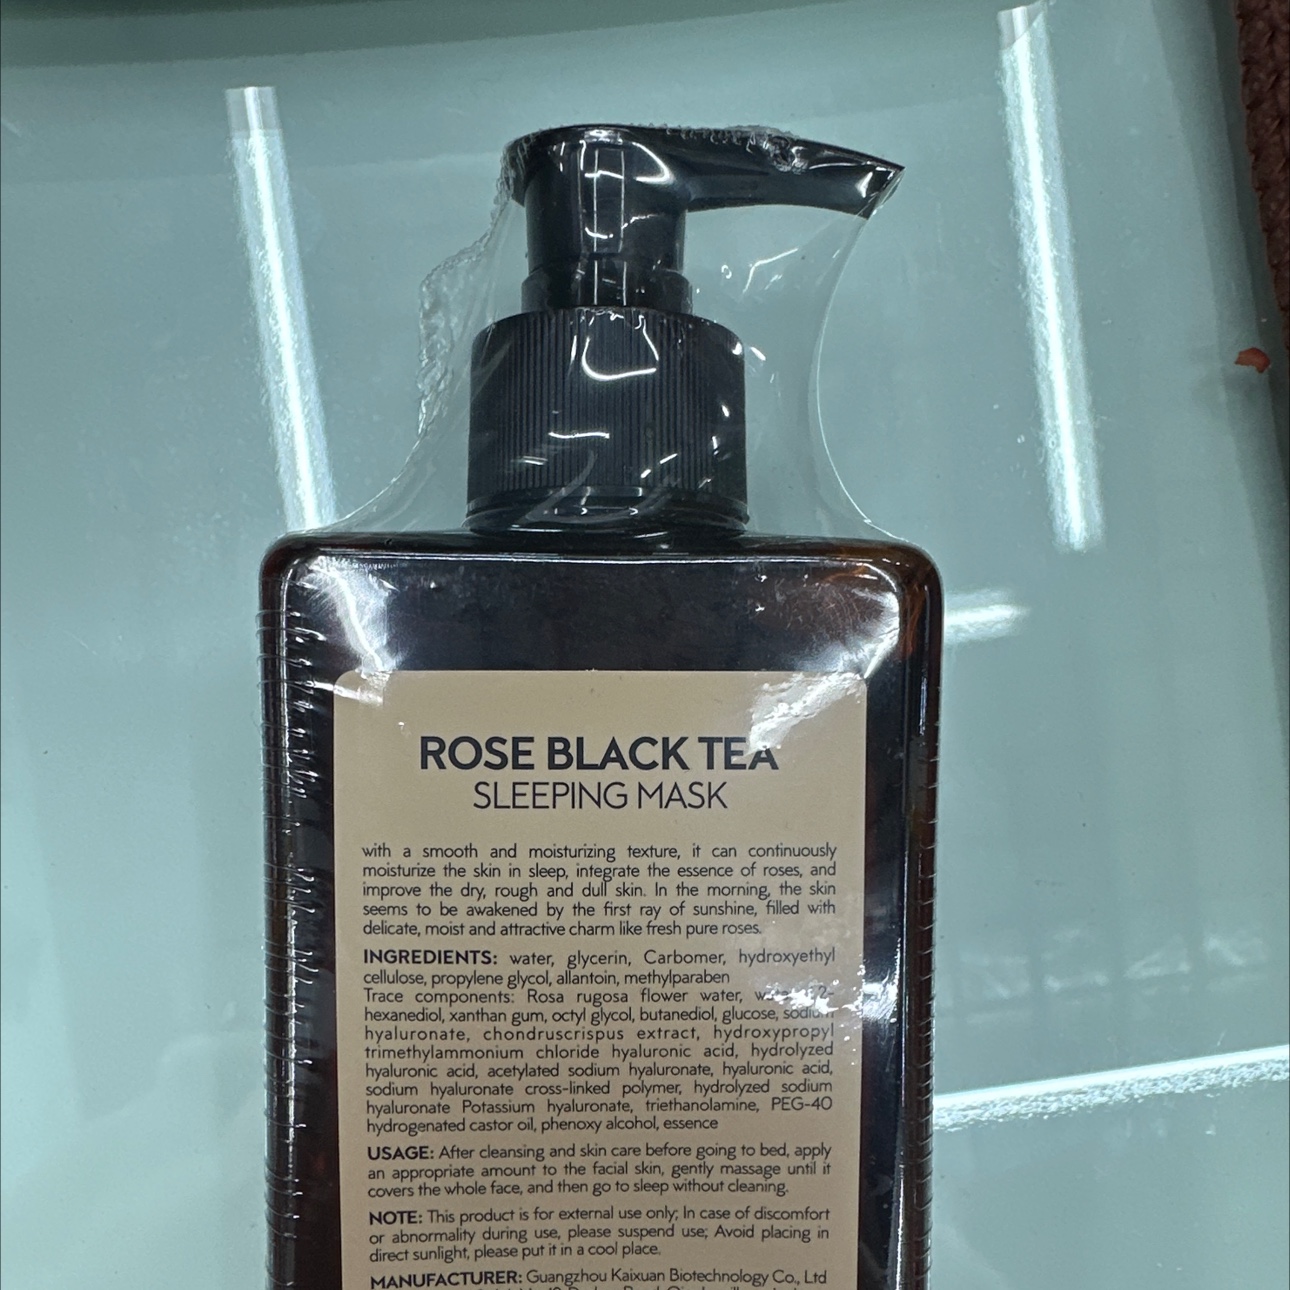 ROSE BLACK TEA
SLEEPING MASK
with a smooth and moisturizing texture, it can continuously
moisturize the skin in sleep, integrate the essence of roses, and
improve the dry, rough and dull skin. In the morning, the skin
seems to be awakened by the first ray of sunshine, filled with
delicate, moist and attractive charm like fresh pure roses.
INGREDIENTS: water, glycerin, Carbomer, hydroxyethyl
cellulose, propylene glycol, allantoin, methylparaben
Trace components: Rosa rugosa flower water,
hexanediol, xanthan gum, octyl glycol, butanediol, glucose, sodium
hyaluronate, chondruscrispus extract, hydroxypropyl
trimethylammonium chloride hyaluronic acid, hydrolyzed
hyaluronic acid, acetylated sodium hyaluronate, hyaluronic acid,
sodium hyaluronate cross-linked polymer, hydrolyzed sodium
hyaluronate Potassium hyaluronate, triethanolamine, PEG-40
hydrogenated castor oil, phenoxy alcohol, essence
USAGE: After cleansing and skin care before going to bed, apply
an appropriate amount to the facial skin, gently massage until it
covers the whole face, and then go to sleep without cleaning.
NOTE: This product is for external use only; In case of discomfort
or abnormality during use, please suspend use; Avoid placing in
direct sunlight, please put it in a cool place.
MANUFACTURER: Guangzhou Kaixuan Biotechnology Co., Ltd